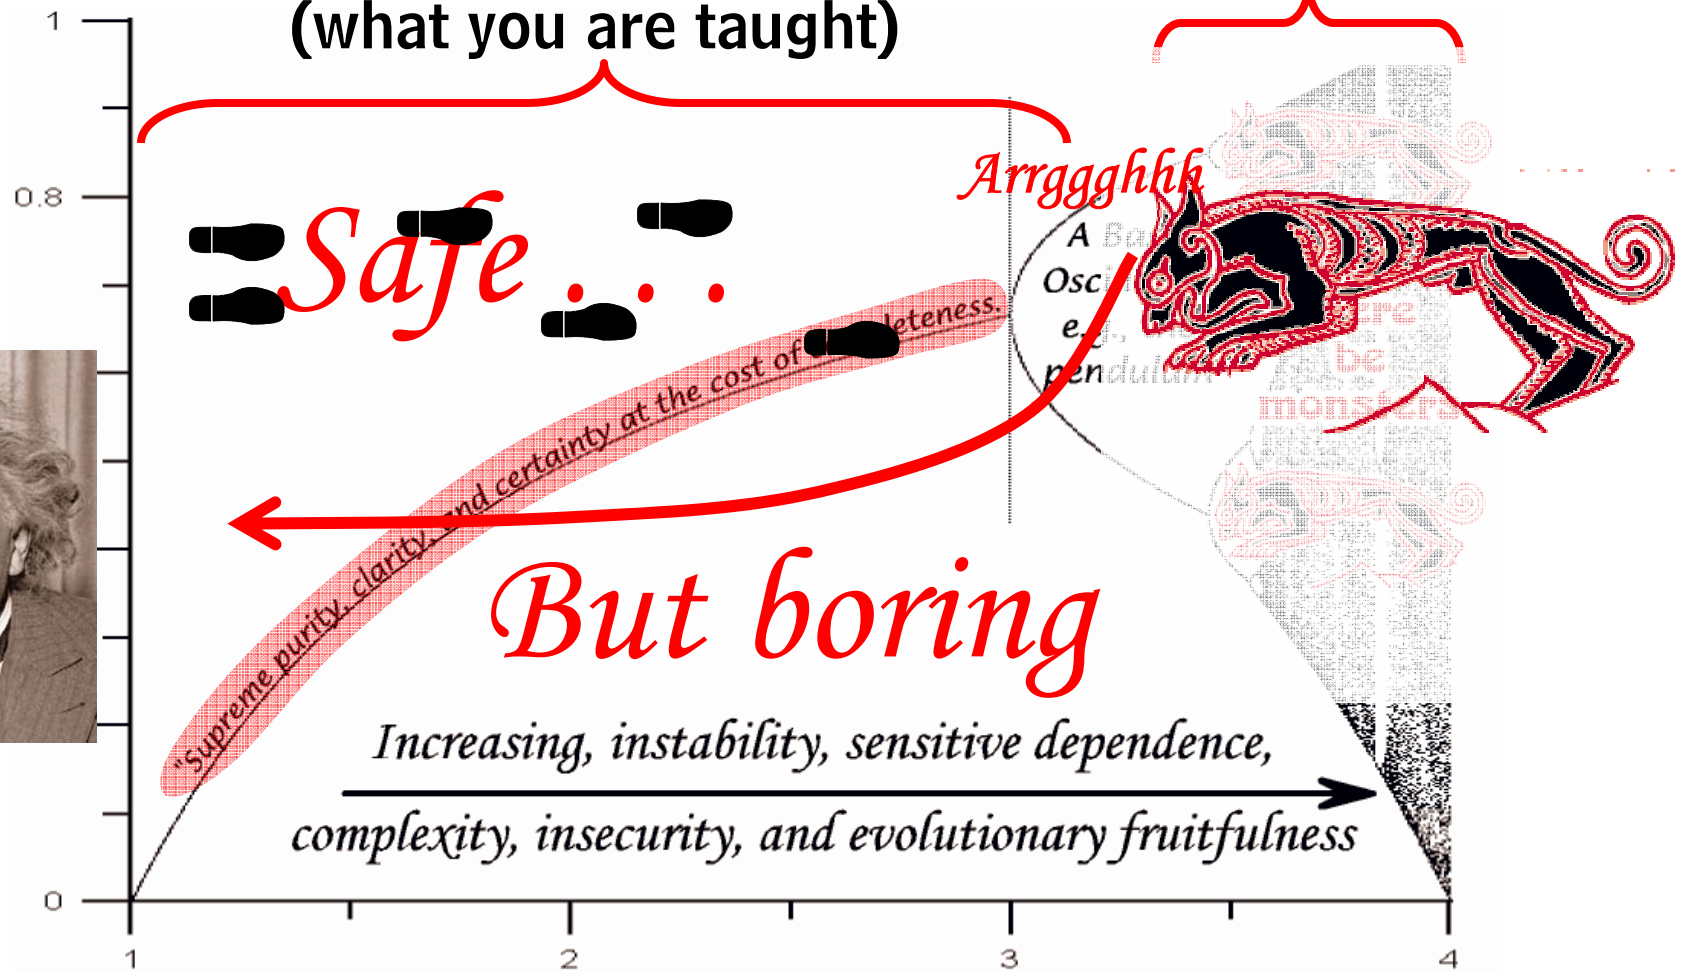 (what you are taught)
1
0.8
0
Arrggghhh
Safe . . .
A
Osc
e.
pendulum
be
monsters
"Supreme purity, clarity, and certainty at the cost of
But boring
Increasing, instability, sensitive dependence,
complexity, insecurity, and evolutionary fruitfulness
1 2 3 4